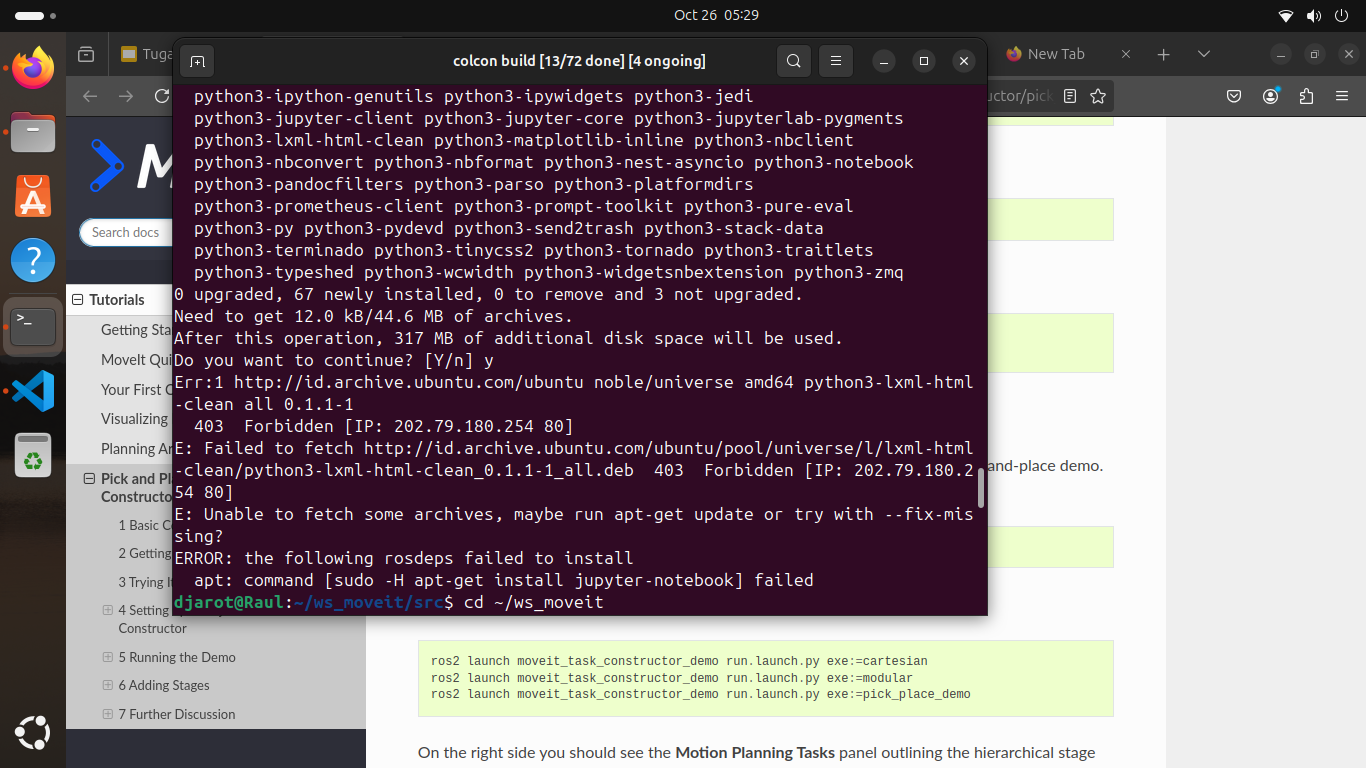 Oct 26 05:29
Tuga
colcon build [13/72 done] [4 ongoing]
New Tab
uctor/pick
python3-ipython-genutils python3-ipywidgets python3-jedi
python3-jupyter-client python3-jupyter-core python3-jupyterlab-pygments
python3-lxml-html-clean python3-matplotlib-inline python3-nbclient
python3-nbconvert python3-nbformat python3-nest-asyncio python3-notebook
python3-pandocfilters python3-parso python3-platformdirs
python3-prometheus-client python3-prompt-toolkit python3-pure-eval
python3-py python3-pydevd python3-send2trash python3-stack-data
python3-terminado python3-tinycss2 python3-tornado python3-traitlets
python3-typeshed python3-wcwidth python3-widgetsnbextension python3-zmq
0 upgraded, 67 newly installed, 0 to remove and 3 not upgraded.
Need to get 12.0 kB/44.6 MB of archives.
After this operation, 317 MB of additional disk space will be used.
Do you want to continue? [Y/n] y
Err:1 http://id.archive.ubuntu.com/ubuntu noble/universe amd64 python3-lxml-html
-clean all 0.1.1-1
403  Forbidden [IP: 202.79.180.254 80]
E: Failed to fetch http://id.archive.ubuntu.com/ubuntu/pool/universe/l/lxml-html
-clean/python3-lxml-html-clean_0.1.1-1_all.deb  403  Forbidden [IP: 202.79.180.2
54 80]
E: Unable to fetch some archives, maybe run apt-get update or try with --fix-mis
sing?
ERROR: the following rosdeps failed to install
apt: command [sudo -H apt-get install jupyter-notebook] failed
djarot@Raul:~/ws_moveit/src$ cd ~/ws_moveit
M
Search docs
Tutorials
Getting Sta
MoveIt Qui
Your First C
Visualizing
Planning Ar
Pick and Pl
Constructo
1 Basic Co
2 Getting
3 Trying It
4 Setting
Constructor
5 Running the Demo
6 Adding Stages
7 Further Discussion
and-place demo.
ros2 launch moveit_task_constructor_demo run.launch.py exe:=cartesian
ros2 launch moveit_task_constructor_demo run.launch.py exe:=modular
ros2 launch moveit_task_constructor_demo run.launch.py exe:=pick_place_demo
On the right side you should see the Motion Planning Tasks panel outlining the hierarchical stage